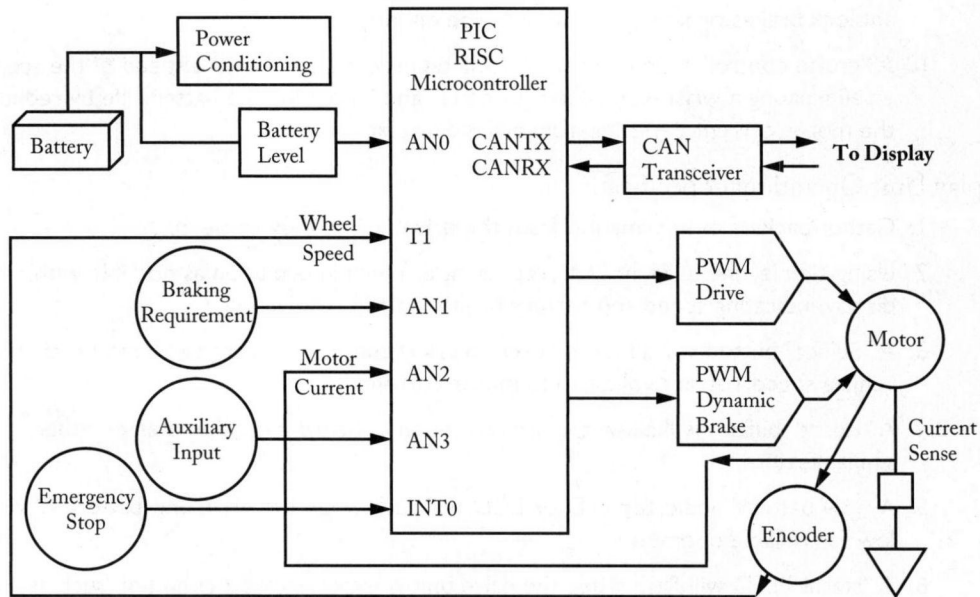 Power
Conditioning
Battery
Battery
Level
PIC
RISC
Microcontroller
AN0
CANTX
CANRX
CAN
Transceiver
To Display
Wheel
Speed
T1
Braking
Requirement
AN1
PWM
Drive
Motor
Motor
Current
AN2
PWM
Dynamic
Brake
Auxiliary
Input
AN3
Current
Sense
Emergency
Stop
INT0
Encoder